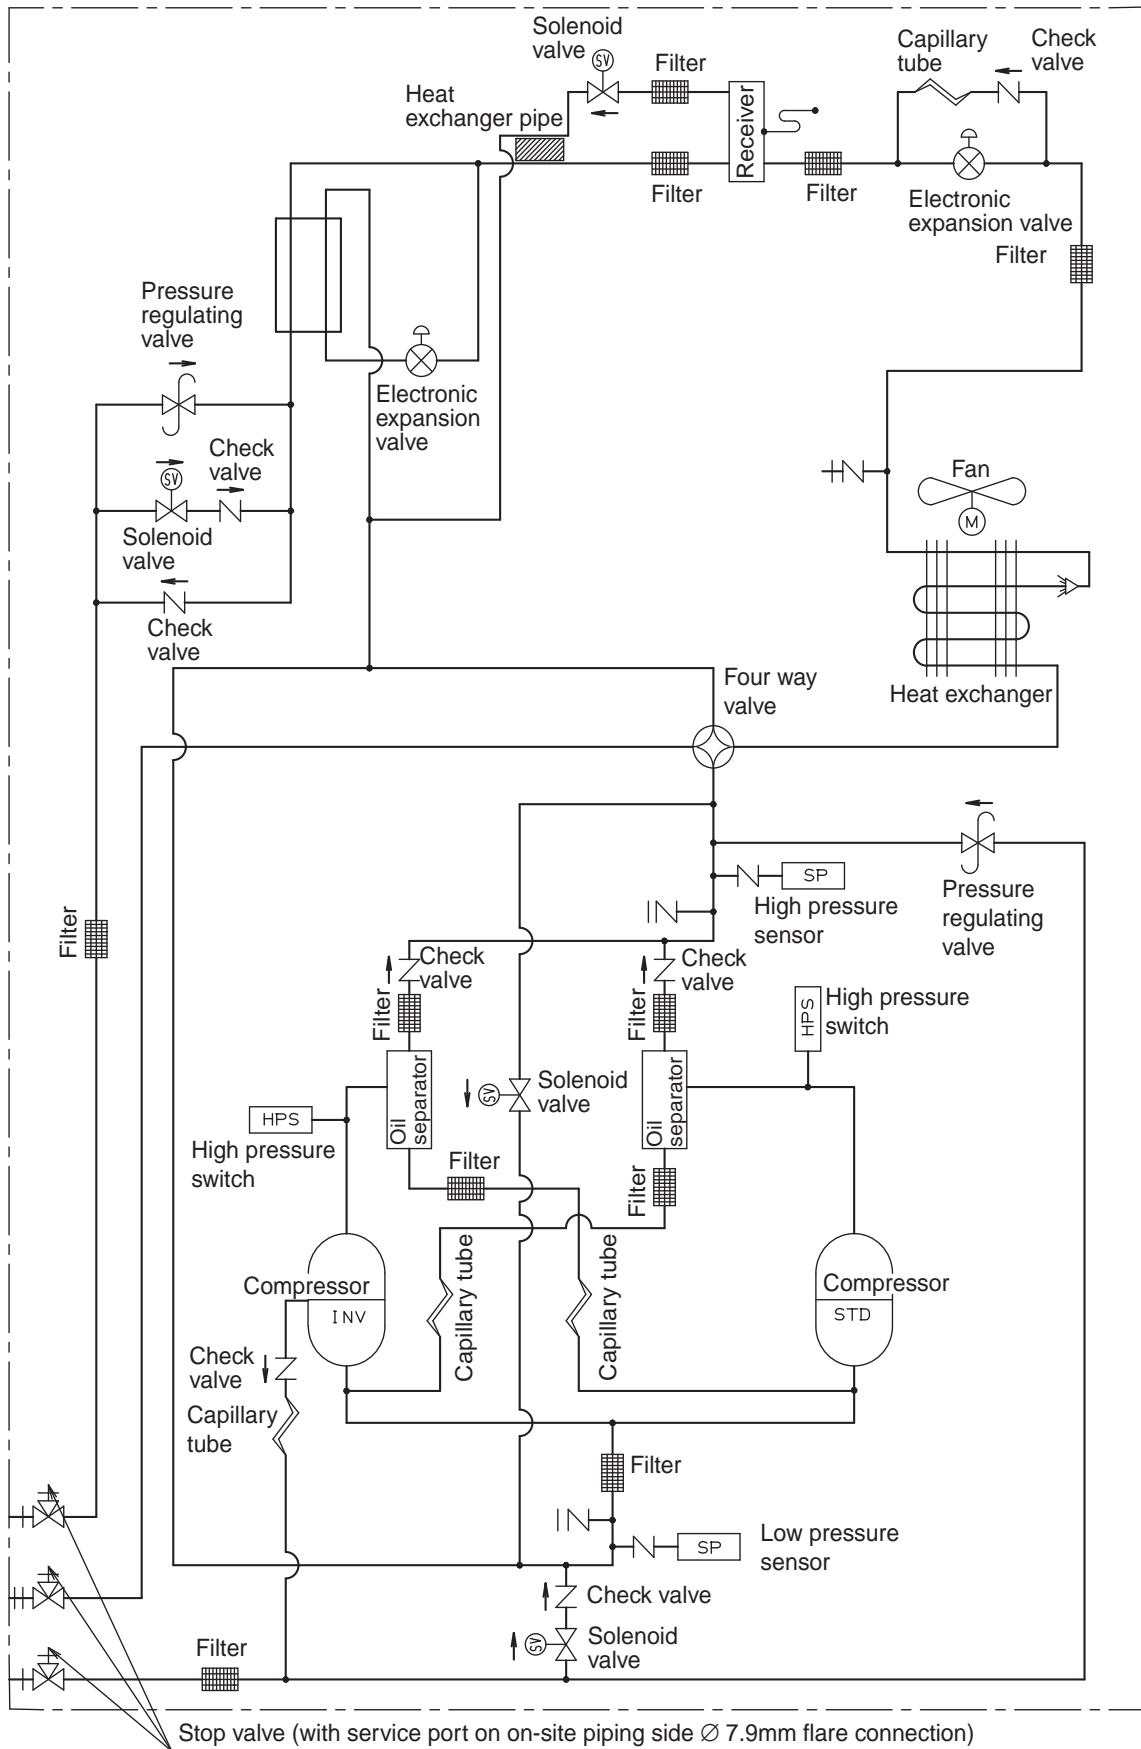 Solenoid
valve
SV
Filter
Capillary
tube
Check
valve
Heat
exchanger pipe
Receiver
Filter
Filter
Electronic
expansion valve
Filter
Pressure
regulating
valve
Electronic
expansion
valve
Check
valve
SV
Solenoid
valve
Fan
M
Check
valve
Heat exchanger
Four way
valve
SP
High pressure
sensor
Pressure
regulating
valve
Filter
Check
valve
Check
valve
Filter
Filter
High pressure
switch
HPS
Oil
separator
SV
Solenoid
valve
Oil
separator
HPS
High pressure
switch
Filter
Filter
Compressor
INV
Capillary tube
Capillary tube
Compressor
STD
Check
valve
Capillary
tube
Filter
SP
Low pressure
sensor
Check valve
SV
Solenoid
valve
Filter
Stop valve (with service port on on-site piping side Ø 7.9mm flare connection)